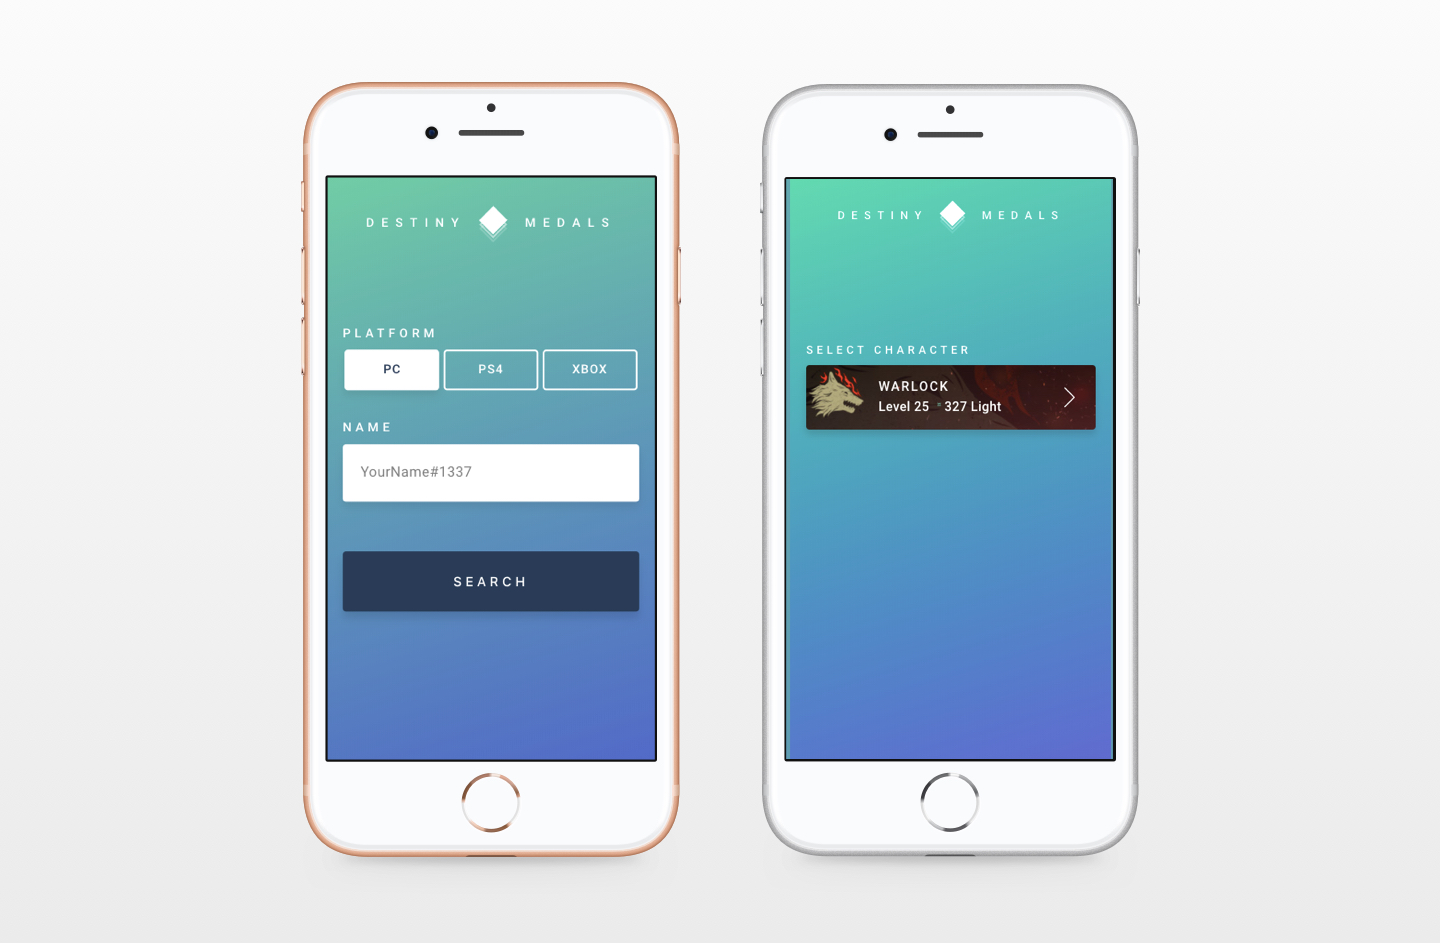 DESTINY MEDALS
PLATFORM
PC PS4 XBOX
NAME
YourName#1337
SEARCH
DESTINY MEDALS
SELECT CHARACTER
WARLOCK
Level 25 327 Light